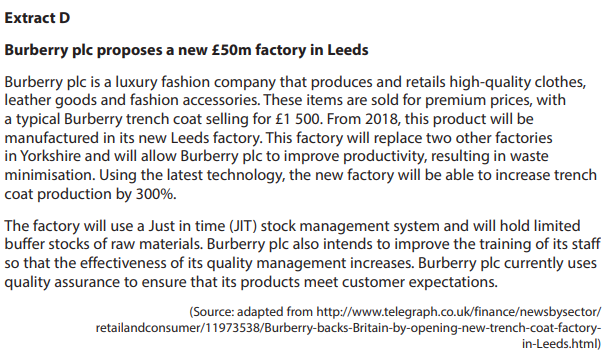 Extract D
Burberry plc proposes a new £50m factory in Leeds
Burberry plc is a luxury fashion company that produces and retails high-quality clothes,
leather goods and fashion accessories. These items are sold for premium prices, with
a typical Burberry trench coat selling for £1 500. From 2018, this product will be
manufactured in its new Leeds factory. This factory will replace two other factories
in Yorkshire and will allow Burberry plc to improve productivity, resulting in waste
minimisation. Using the latest technology, the new factory will be able to increase trench
coat production by 300%.
The factory will use a Just in time (JIT) stock management system and will hold limited
buffer stocks of raw materials. Burberry plc also intends to improve the training of its staff
so that the effectiveness of its quality management increases. Burberry plc currently uses
quality assurance to ensure that its products meet customer expectations.
(Source: adapted from http://www.telegraph.co.uk/finance/newsbysector/
retailandconsumer/11973538/Burberry-backs-Britain-by-opening-new-trench-coat-factory-
in-Leeds.html)